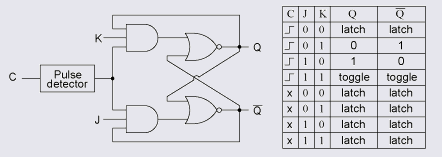 K
C
Pulse
detector
J
Q
Q̅
C J K Q Q̅
0 0 latch latch
0 1 0 1
1 0 1 0
1 1 toggle toggle
x 0 0 latch latch
x 0 1 latch latch
x 1 0 latch latch
x 1 1 latch latch